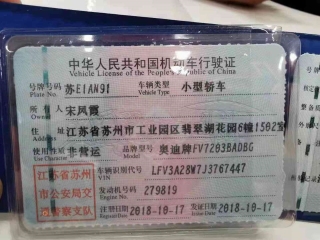 中华人民共和国机动车行驶证
Vehicle License of the People's Republic of China
号牌号码 苏E1AN91 车辆类型 小型轿车
Plate No. Vehicle Type
所有人 宋凤霞
住址 江苏省苏州市工业园区翡翠湖花园6幢1502室
使用性质 非营运 品牌型号 奥迪牌FV7203BADBG
Use Character
江苏省苏州市公安局交通警察支队
车辆识别代号 LFV3A28W7J3767447
发动机号码 279819
注册日期 2018-10-17 发证日期 2018-10-17